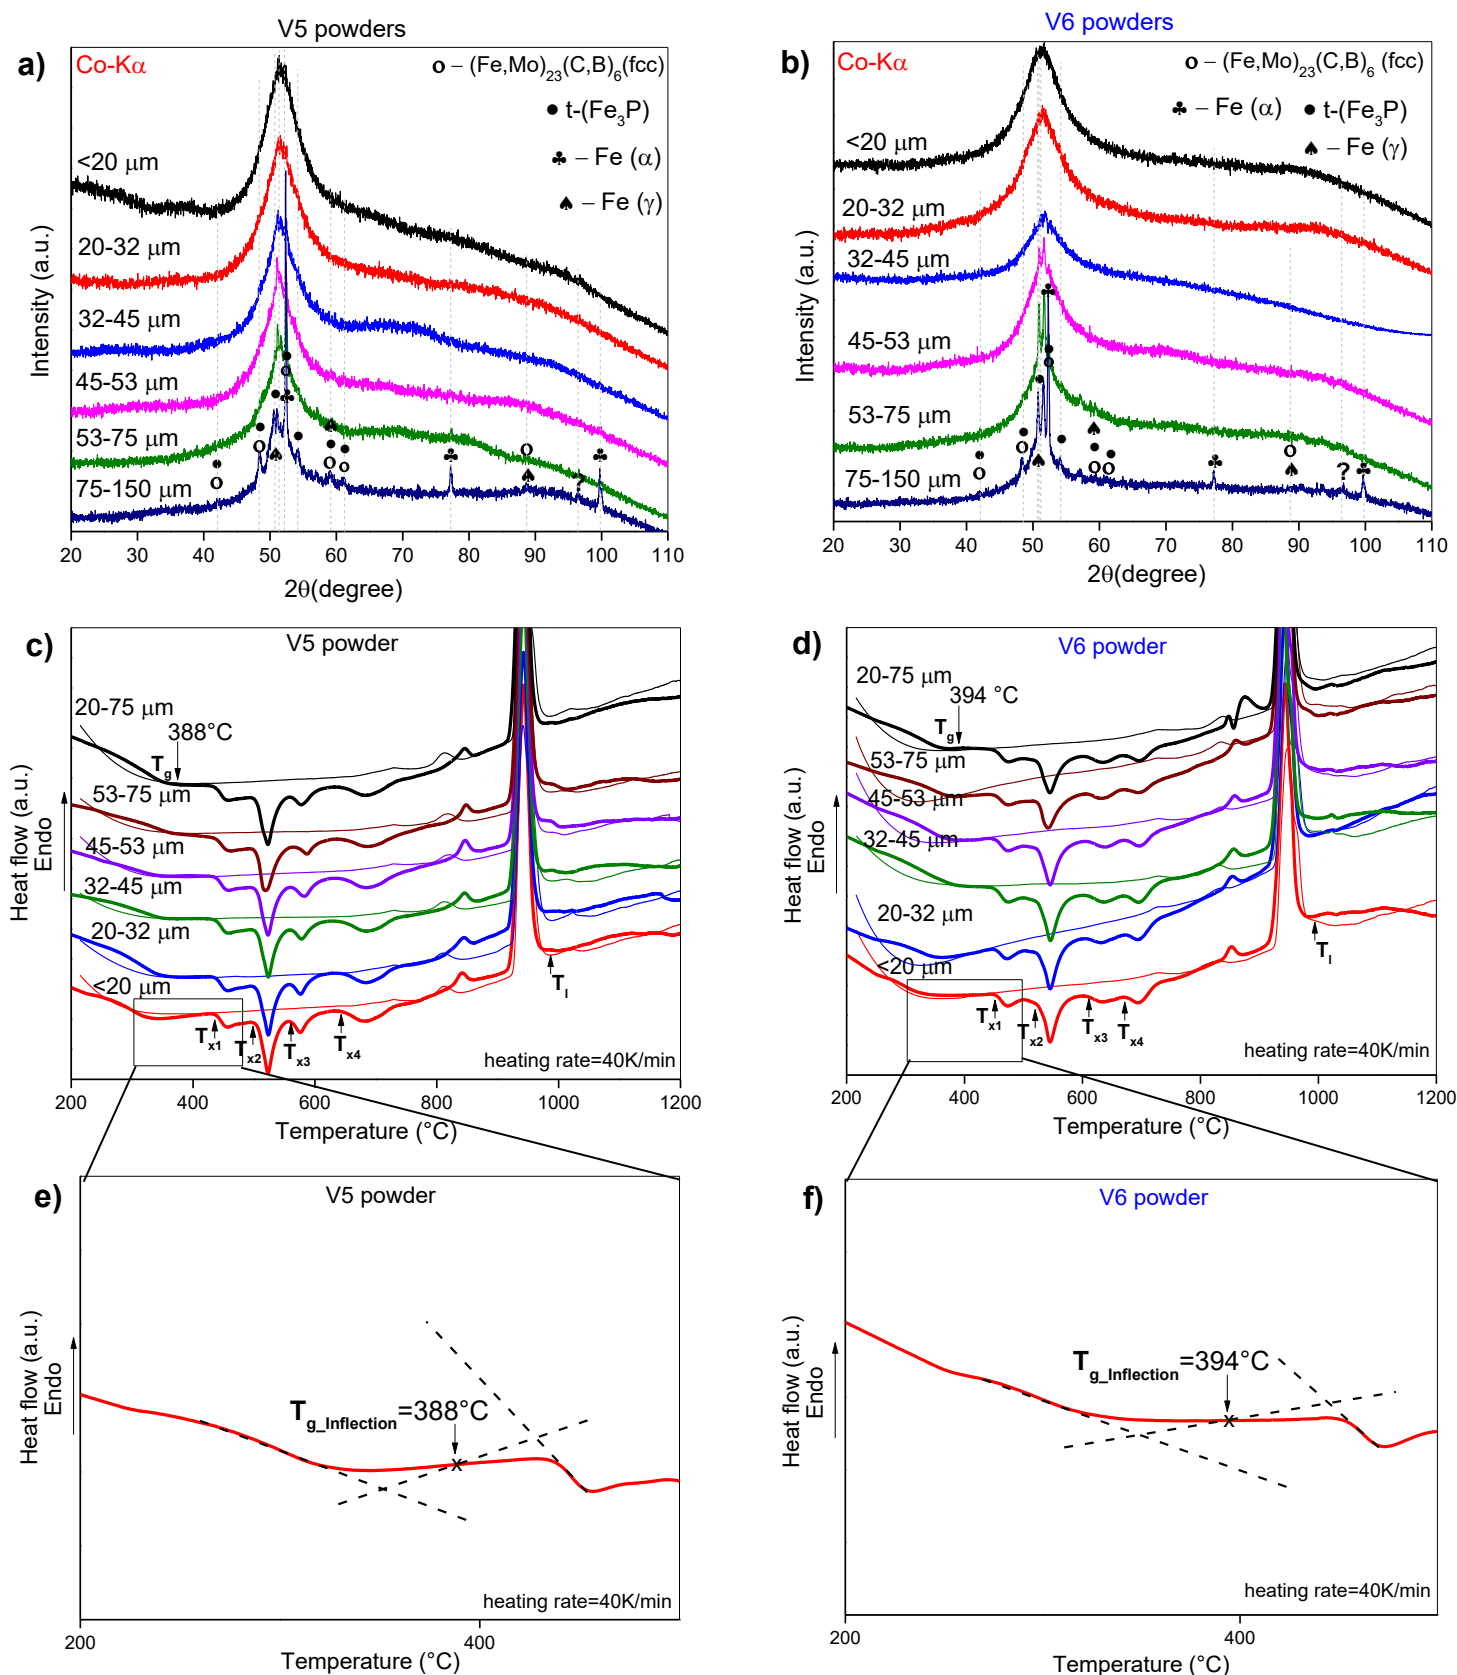 V5 powders
a)
Co-Kα
o – (Fe,Mo)23(C,B)6(fcc)
● t-(Fe3P)
♣ – Fe (α)
♠ – Fe (γ)
<20 μm
20-32 μm
32-45 μm
45-53 μm
53-75 μm
75-150 μm
?
Intensity (a.u.)
20 30 40 50 60 70 80 90 100 110
2θ(degree)
V6 powders
b)
Co-Kα
o – (Fe,Mo)23(C,B)6 (fcc)
♣ – Fe (α) ● t-(Fe3P)
♠ – Fe (γ)
<20 μm
20-32 μm
32-45 μm
45-53 μm
53-75 μm
75-150 μm
?
Intensity (a.u.)
20 30 40 50 60 70 80 90 100 110
2θ(degree)
c)
V5 powder
20-75 μm
388°C
Tg
53-75 μm
45-53 μm
32-45 μm
20-32 μm
<20 μm
Tx1 Tx2 Tx3 Tx4
Tl
heating rate=40K/min
Heat flow (a.u.)
Endo
200 400 600 800 1000 1200
Temperature (°C)
d)
V6 powder
20-75 μm
394 °C
Tg
53-75 μm
45-53 μm
32-45 μm
20-32 μm
<20 μm
Tx1 Tx2 Tx3 Tx4
Tl
heating rate=40K/min
Heat flow (a.u.)
Endo
200 400 600 800 1000 1200
Temperature (°C)
e)
V5 powder
Tg_Inflection=388°C
x
heating rate=40K/min
Heat flow (a.u.)
Endo
200 400
Temperature (°C)
f)
V6 powder
Tg_Inflection=394°C
x
heating rate=40K/min
Heat flow (a.u.)
Endo
200 400
Temperature (°C)